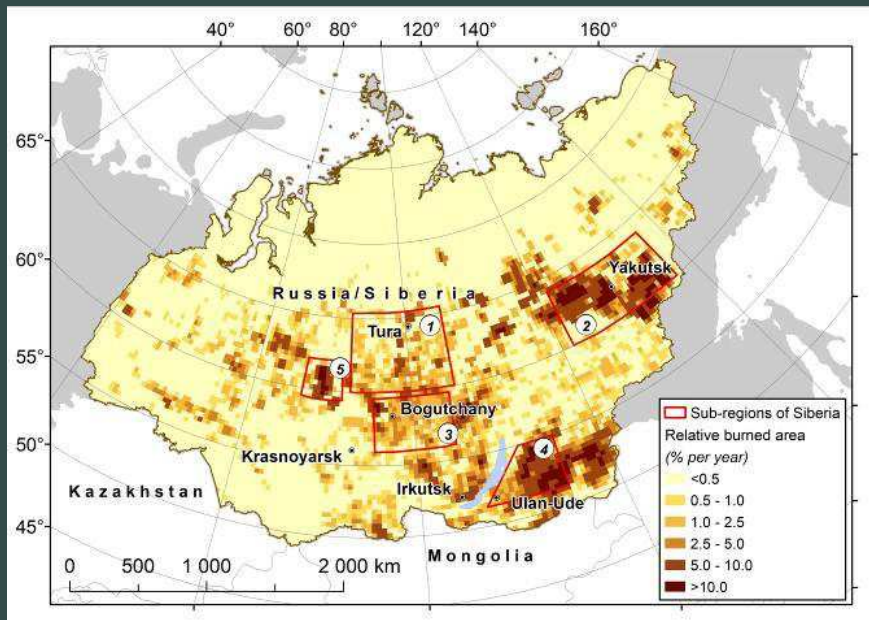 40° 60° 80° 100° 120° 140° 160°
65°
60°
55°
50°
45°
Russia/Siberia
Yakutsk
Tura
1
2
5
Bogutchany
3
4
Krasnoyarsk
Irkutsk
Ulan-Ude
Kazakhstan
Mongolia
0 500 1 000 2 000 km
Sub-regions of Siberia
Relative burned area
(% per year)
<0.5
0.5 - 1.0
1.0 - 2.5
2.5 - 5.0
5.0 - 10.0
>10.0